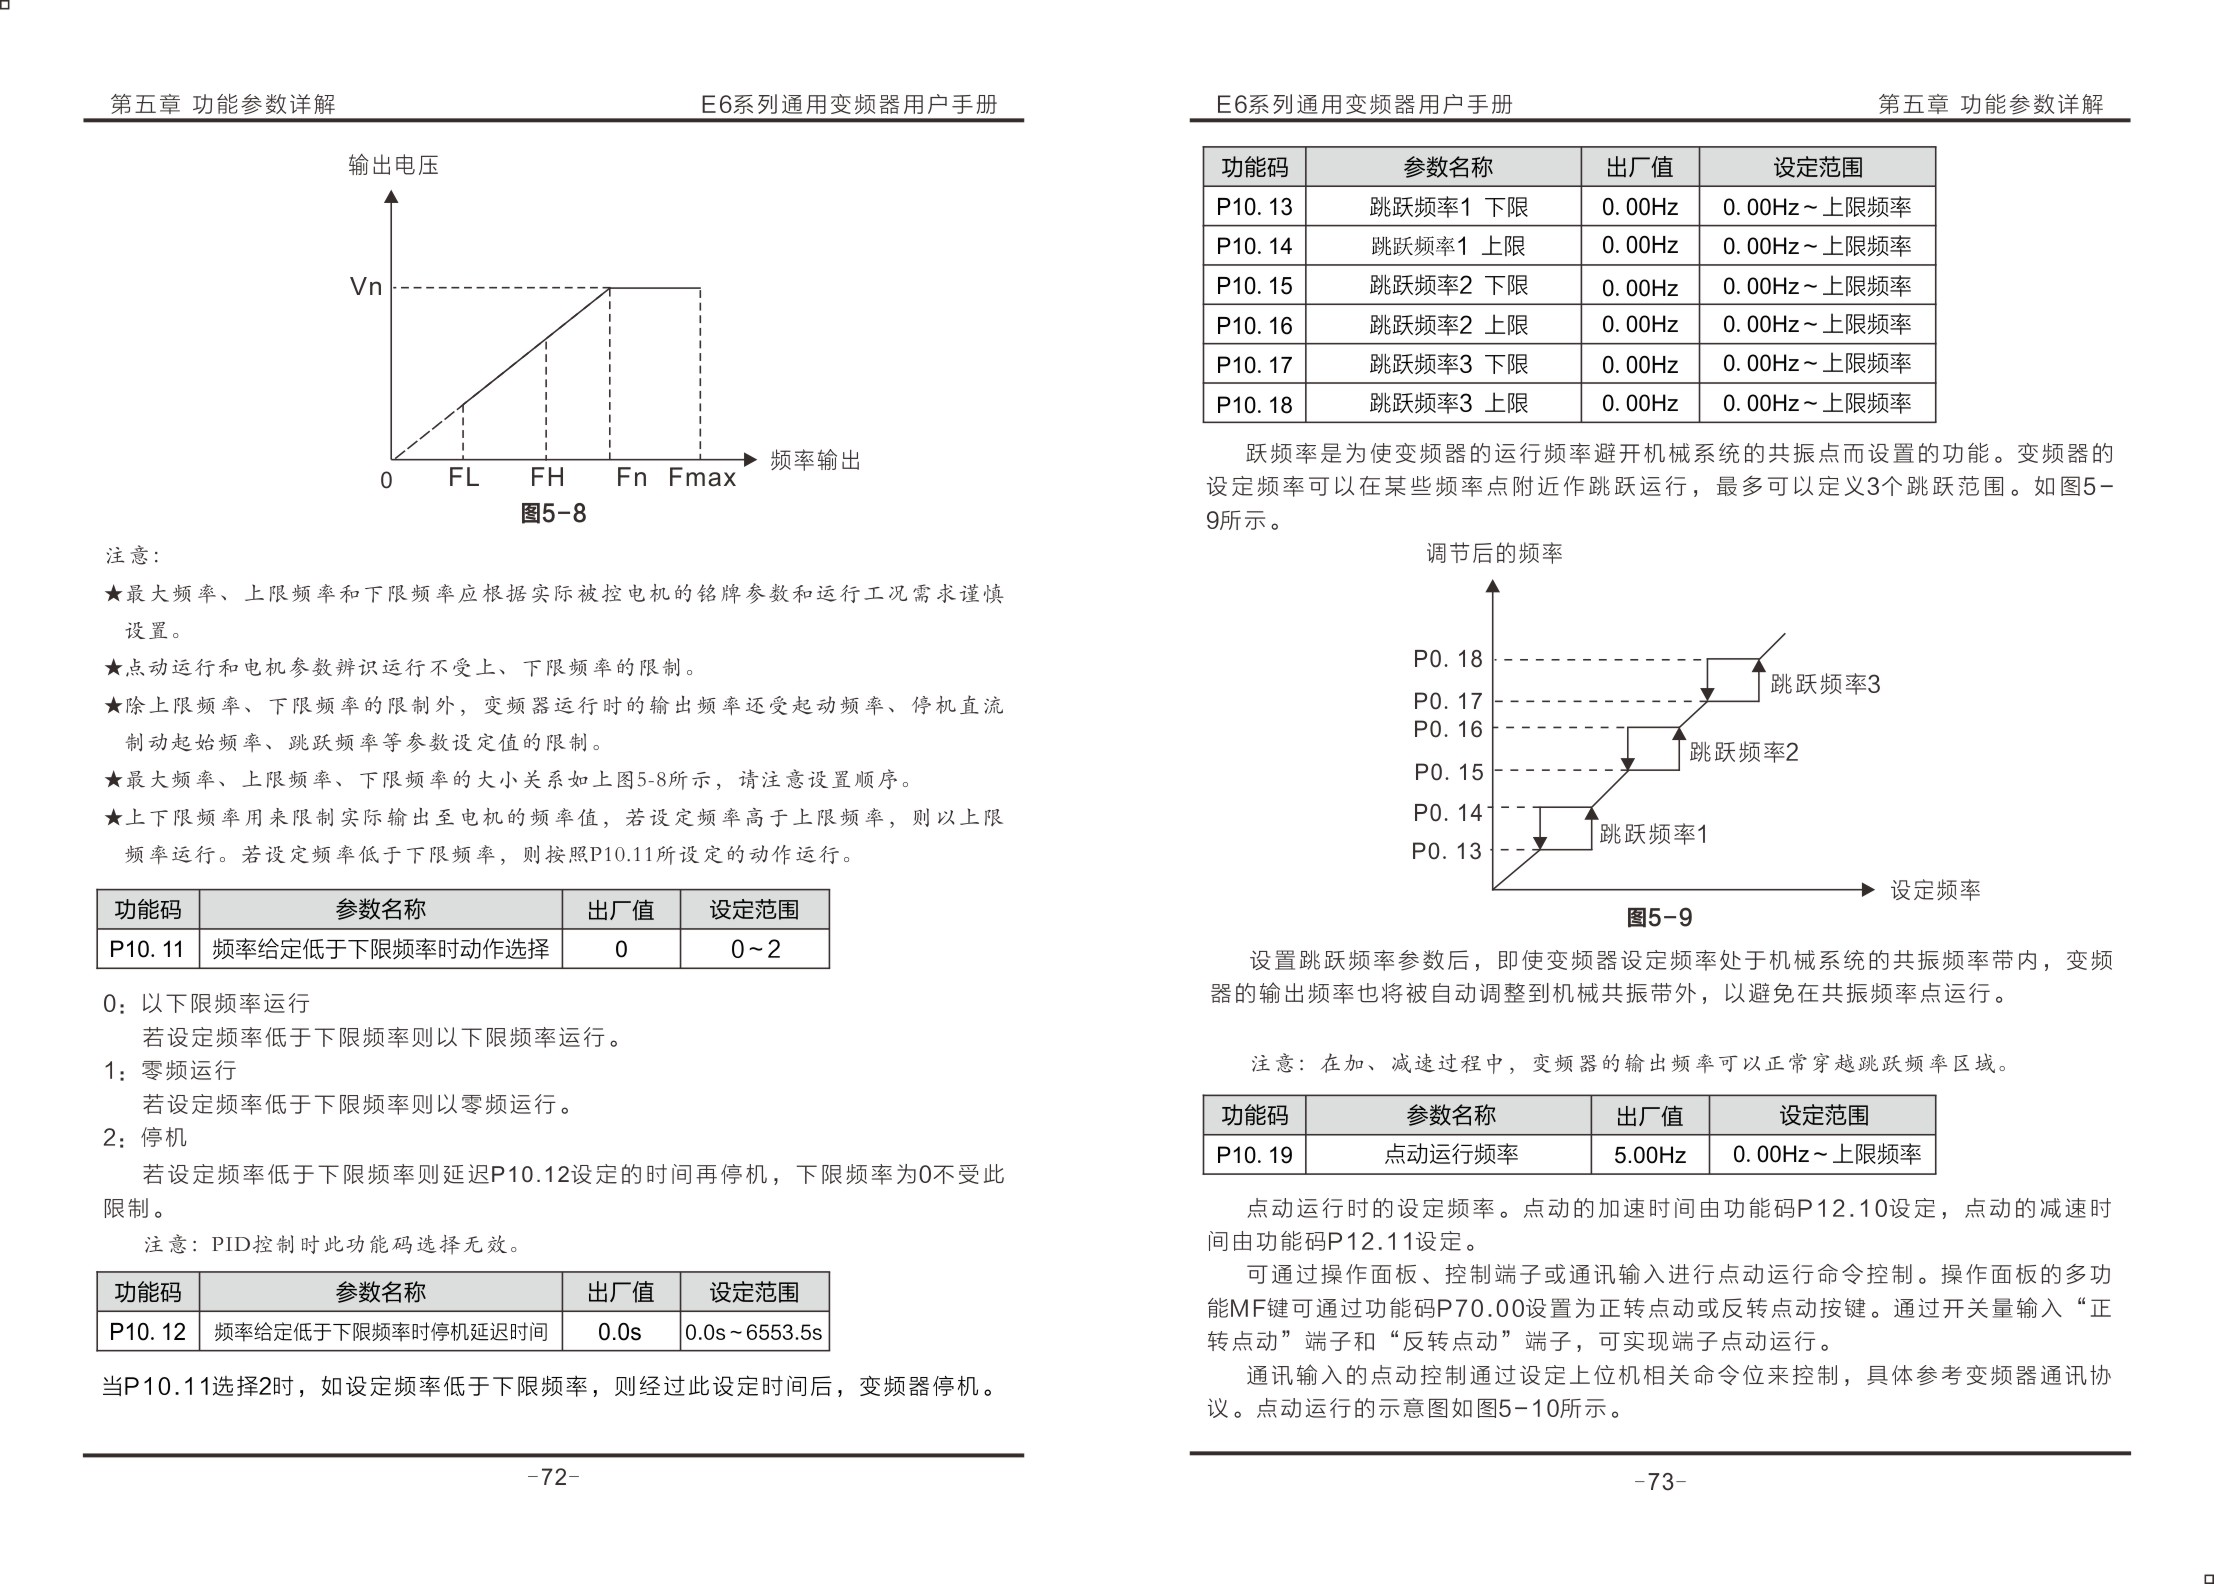 第五章 功能参数详解
E6系列通用变频器用户手册
输出电压
Vn
频率输出
0
FL
FH
Fn
Fmax
图5-8
注意:
★最大频率、上限频率和下限频率应根据实际被控电机的铭牌参数和运行工况需求谨慎
设置。
★点动运行和电机参数辨识运行不受上、下限频率的限制。
★除上限频率、下限频率的限制外，变频器运行时的输出频率还受起动频率、停机直流
制动起始频率、跳跃频率等参数设定值的限制。
★最大频率、上限频率、下限频率的大小关系如上图5-8所示，请注意设置顺序。
★上下限频率用来限制实际输出至电机的频率值，若设定频率高于上限频率，则以上限
频率运行。若设定频率低于下限频率，则按照P10.11所设定的动作运行。
功能码 参数名称 出厂值 设定范围
P10. 11 频率给定低于下限频率时动作选择 0 0~2
0：以下限频率运行
若设定频率低于下限频率则以下限频率运行。
1：零频运行
若设定频率低于下限频率则以零频运行。
2：停机
若设定频率低于下限频率则延迟P10.12设定的时间再停机，下限频率为0不受此
限制。
注意：PID控制时此功能码选择无效。
功能码 参数名称 出厂值 设定范围
P10. 12 频率给定低于下限频率时停机延迟时间 0.0s 0.0s~6553.5s
当P10.11选择2时，如设定频率低于下限频率，则经过此设定时间后，变频器停机。
-72-
E6系列通用变频器用户手册
第五章 功能参数详解
功能码 参数名称 出厂值 设定范围
P10. 13 跳跃频率1 下限 0. 00Hz 0. 00Hz~上限频率
P10. 14 跳跃频率1 上限 0. 00Hz 0. 00Hz~上限频率
P10. 15 跳跃频率2 下限 0. 00Hz 0. 00Hz~上限频率
P10. 16 跳跃频率2 上限 0. 00Hz 0. 00Hz~上限频率
P10. 17 跳跃频率3 下限 0. 00Hz 0. 00Hz~上限频率
P10. 18 跳跃频率3 上限 0. 00Hz 0. 00Hz~上限频率
跃频率是为使变频器的运行频率避开机械系统的共振点而设置的功能。变频器的
设定频率可以在某些频率点附近作跳跃运行，最多可以定义3个跳跃范围。如图5-
9所示。
调节后的频率
P0. 18
跳跃频率3
P0. 17
P0. 16
跳跃频率2
P0. 15
P0. 14
跳跃频率1
P0. 13
设定频率
图5-9
设置跳跃频率参数后，即使变频器设定频率处于机械系统的共振频率带内，变频
器的输出频率也将被自动调整到机械共振带外，以避免在共振频率点运行。
注意：在加、减速过程中，变频器的输出频率可以正常穿越跳跃频率区域。
功能码 参数名称 出厂值 设定范围
P10. 19 点动运行频率 5.00Hz 0. 00Hz~上限频率
点动运行时的设定频率。点动的加速时间由功能码P12.10设定，点动的减速时
间由功能码P12.11设定。
可通过操作面板、控制端子或通讯输入进行点动运行命令控制。操作面板的多功
能MF键可通过功能码P70.00设置为正转点动或反转点动按键。通过开关量输入“正
转点动”端子和“反转点动”端子，可实现端子点动运行。
通讯输入的点动控制通过设定上位机相关命令位来控制，具体参考变频器通讯协
议。点动运行的示意图如图5-10所示。
-73-